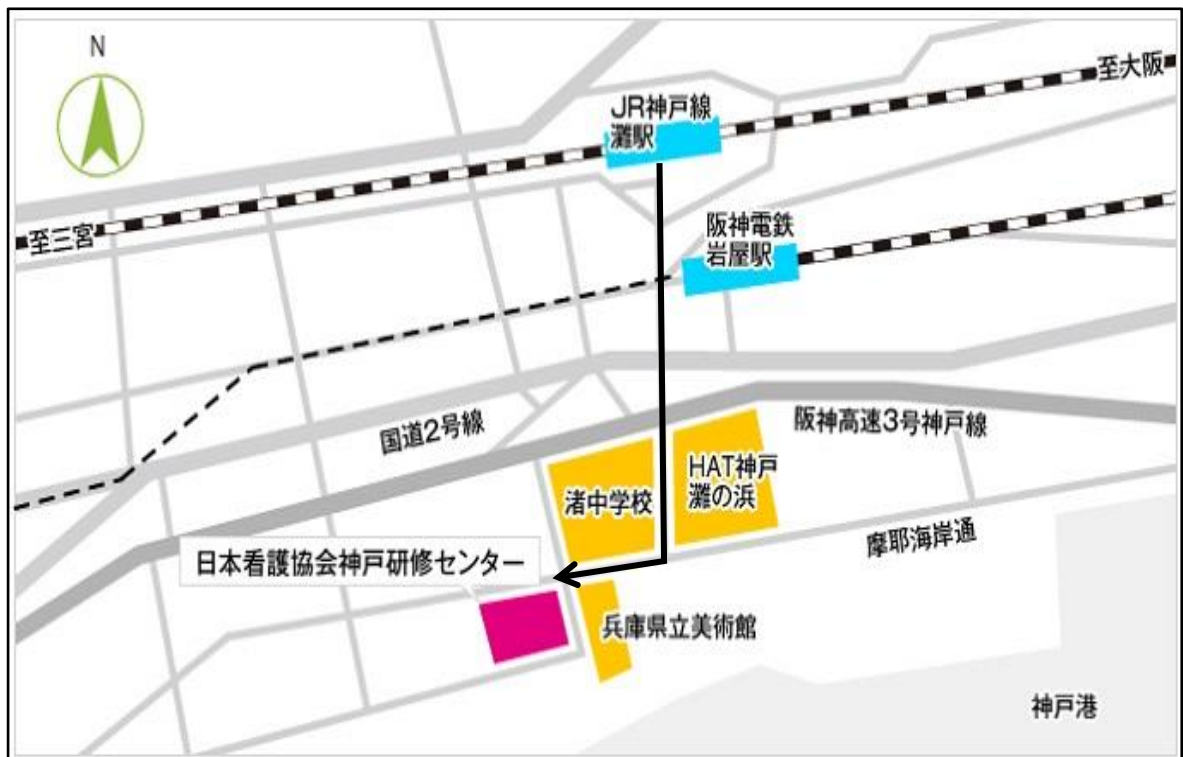 N
至大阪
JR神戸線
灘駅
至三宮
阪神電鉄
岩屋駅
国道2号線
阪神高速3号神戸線
HAT神戸
灘の浜
渚中学校
摩耶海岸通
日本看護協会神戸研修センター
兵庫県立美術館
神戸港